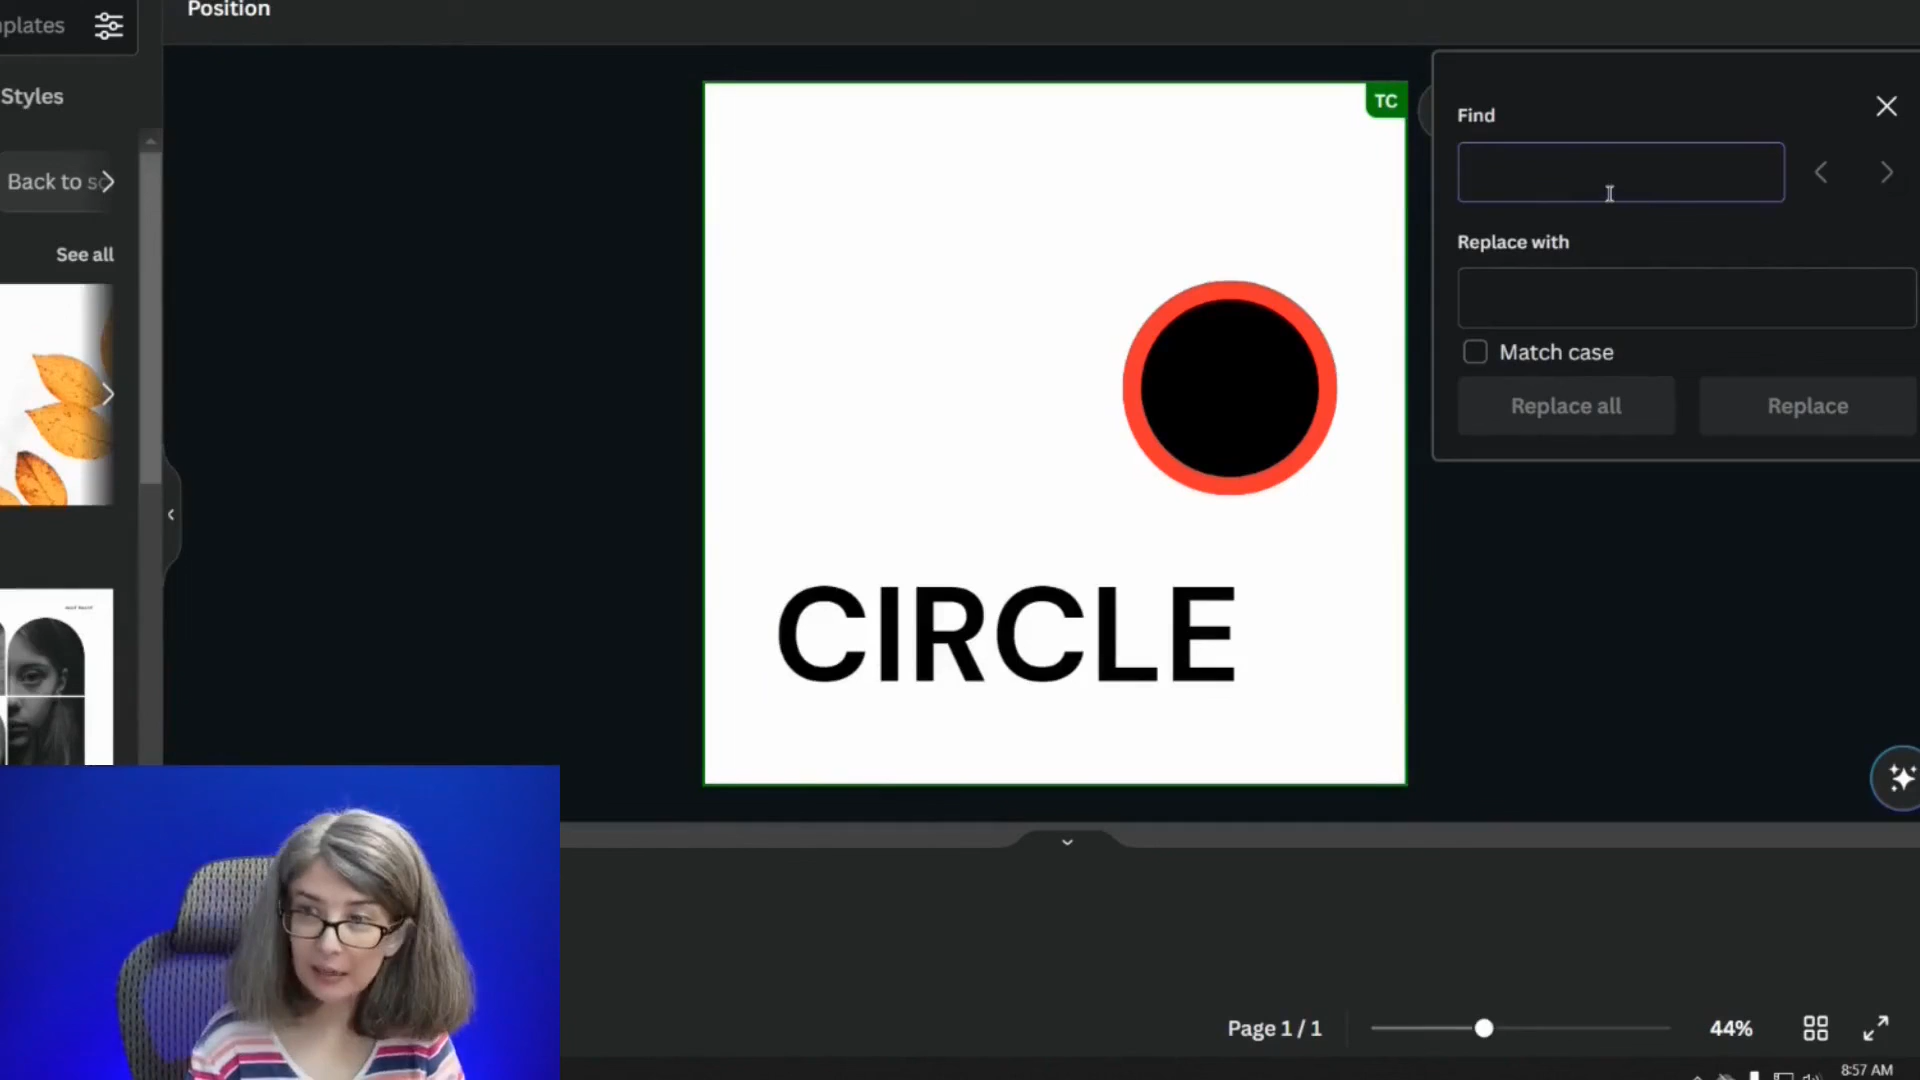 plates
Position
Styles
Back to sc
See all
TC
CIRCLE
Find
Replace with
Match case
Replace all
Replace
Page 1 / 1
44%
8:57 AM